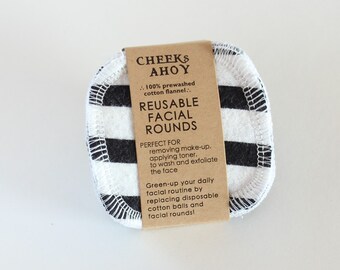 CHEEKS
AHOY
∴ 100% prewashed
cotton flannel ∴
REUSABLE
FACIAL
ROUNDS
PERFECT FOR
removing make-up,
applying toner,
to wash and exfoliate
the face
Green-up your daily
facial routine by
replacing disposable
cotton balls and
facial rounds!